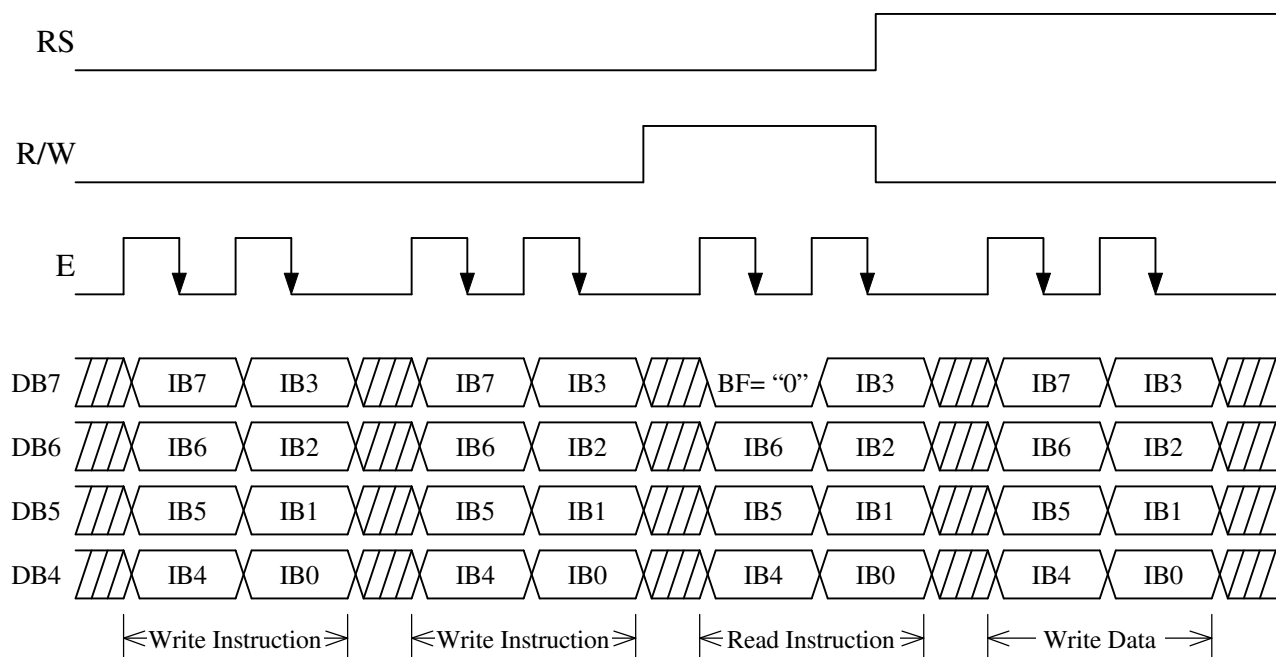 RS
R/W
E
DB7 IB7 IB3 IB7 IB3 BF= “0” IB3 IB7 IB3
DB6 IB6 IB2 IB6 IB2 IB6 IB2 IB6 IB2
DB5 IB5 IB1 IB5 IB1 IB5 IB1 IB5 IB1
DB4 IB4 IB0 IB4 IB0 IB4 IB0 IB4 IB0
Write Instruction Write Instruction Read Instruction Write Data